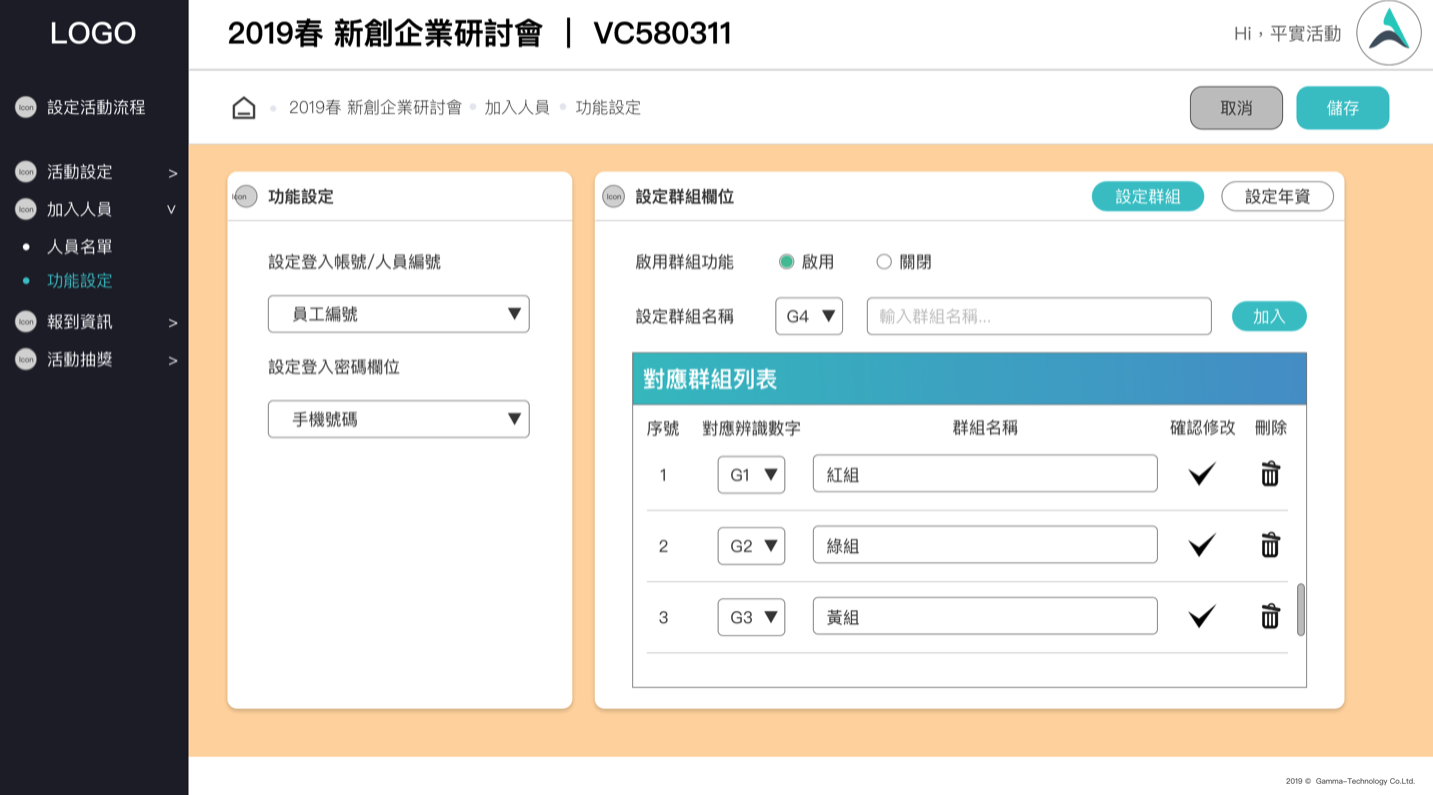 LOGO
2019春 新創企業研討會 | VC580311
Hi，平實活動
Icon 設定活動流程
Icon 活動設定 >
Icon 加入人員 v
人員名單
功能設定
Icon 報到資訊 >
Icon 活動抽獎 >
2019春 新創企業研討會 加入人員 功能設定
取消 儲存
Icon 功能設定
設定登入帳號/人員編號
員工編號
設定登入密碼欄位
手機號碼
Icon 設定群組欄位 設定群組 設定年資
啟用群組功能 啟用 關閉
設定群組名稱 G4 輸入群組名稱... 加入
對應群組列表
序號 對應辨識數字 群組名稱 確認修改 刪除
1 G1 紅組
2 G2 綠組
3 G3 黃組
2019 © Gamma-Technology Co.Ltd.